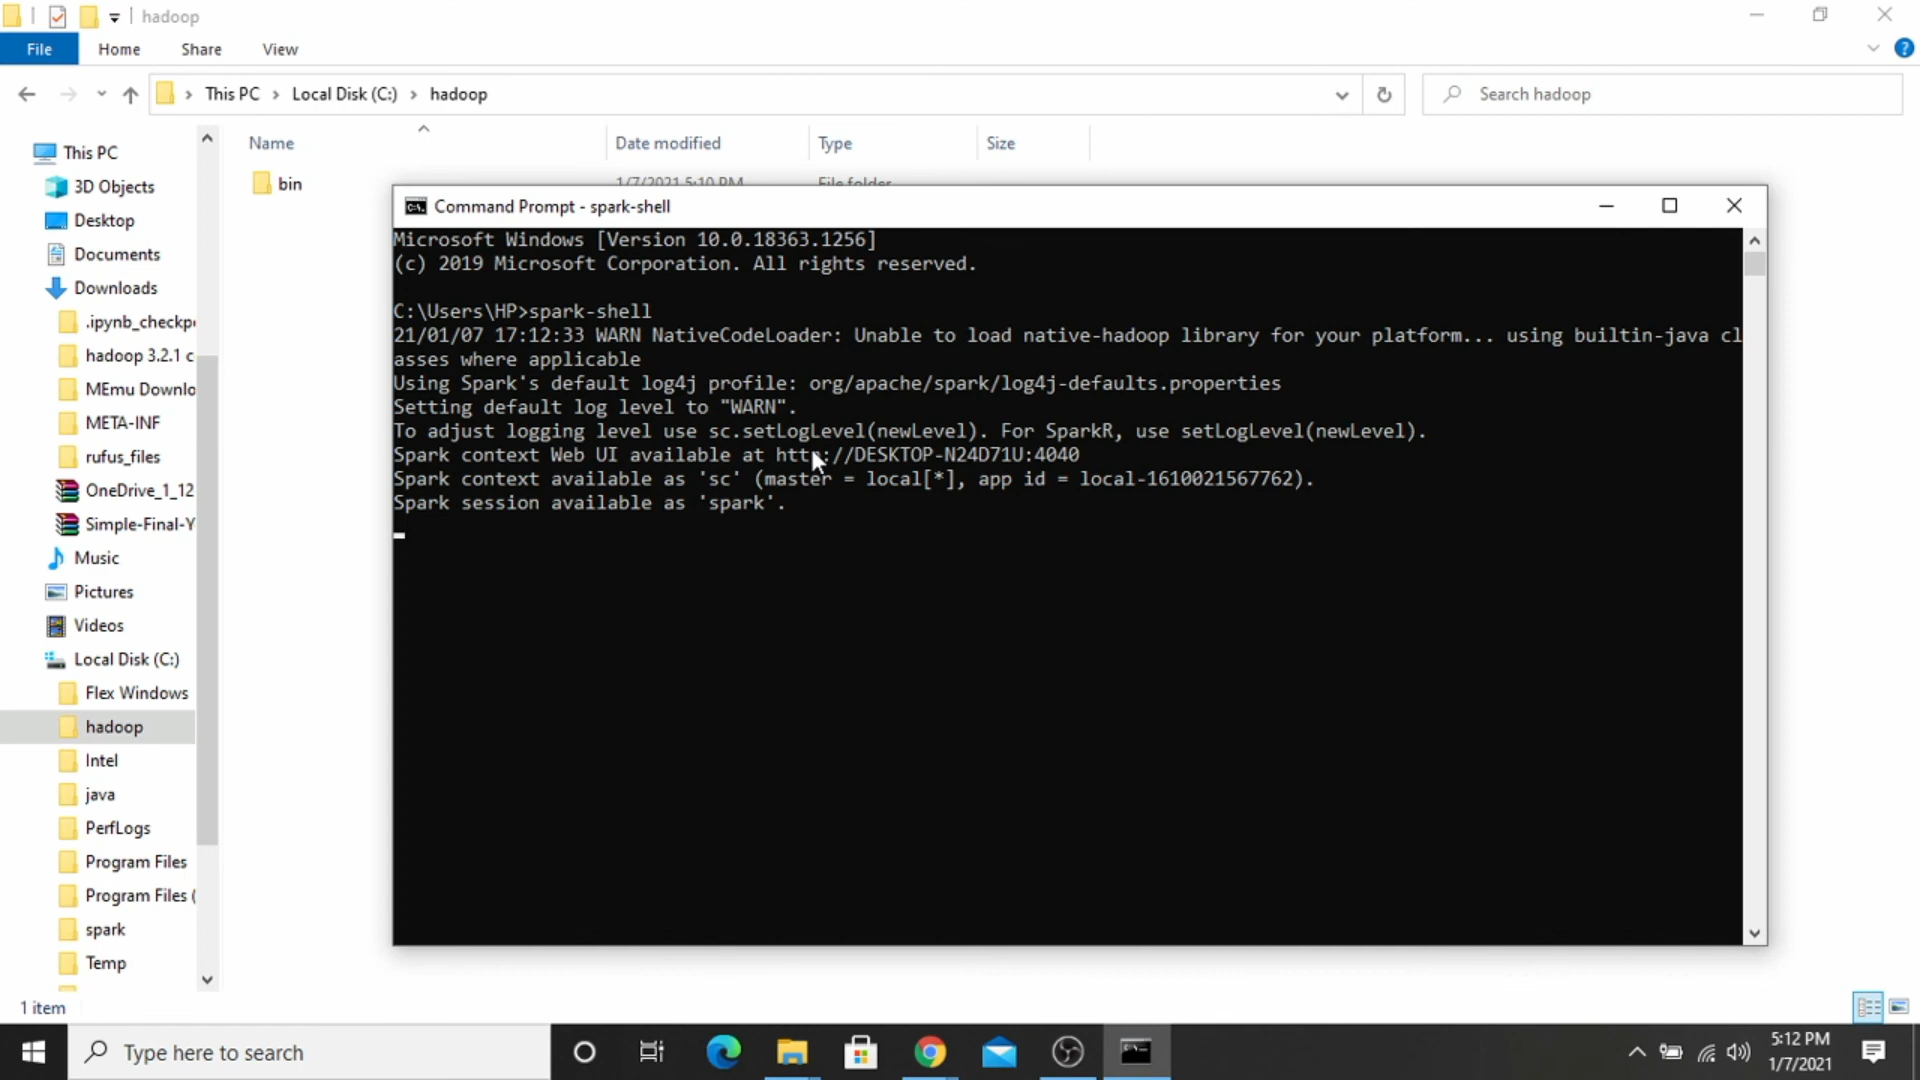 hadoop
File
Home
Share
View
This PC
Local Disk (C:)
hadoop
Search hadoop
Name
Date modified
Type
Size
bin
1/7/2021 5:10 PM
File folder
This PC
3D Objects
Desktop
Documents
Downloads
.ipynb_checkp
hadoop 3.2.1 c
MEmu Downlo
META-INF
rufus_files
OneDrive_1_12
Simple-Final-Y
Music
Pictures
Videos
Local Disk (C:)
Flex Windows
hadoop
Intel
java
PerfLogs
Program Files
Program Files (
spark
Temp
1 item
Command Prompt - spark-shell
Microsoft Windows [Version 10.0.18363.1256]
(c) 2019 Microsoft Corporation. All rights reserved.
C:\Users\HP>spark-shell
21/01/07 17:12:33 WARN NativeCodeLoader: Unable to load native-hadoop library for your platform... using builtin-java cl
asses where applicable
Using Spark's default log4j profile: org/apache/spark/log4j-defaults.properties
Setting default log level to "WARN".
To adjust logging level use sc.setLogLevel(newLevel). For SparkR, use setLogLevel(newLevel).
Spark context Web UI available at http://DESKTOP-N24D71U:4040
Spark context available as 'sc' (master = local[*], app id = local-1610021567762).
Spark session available as 'spark'.
Type here to search
5:12 PM
1/7/2021